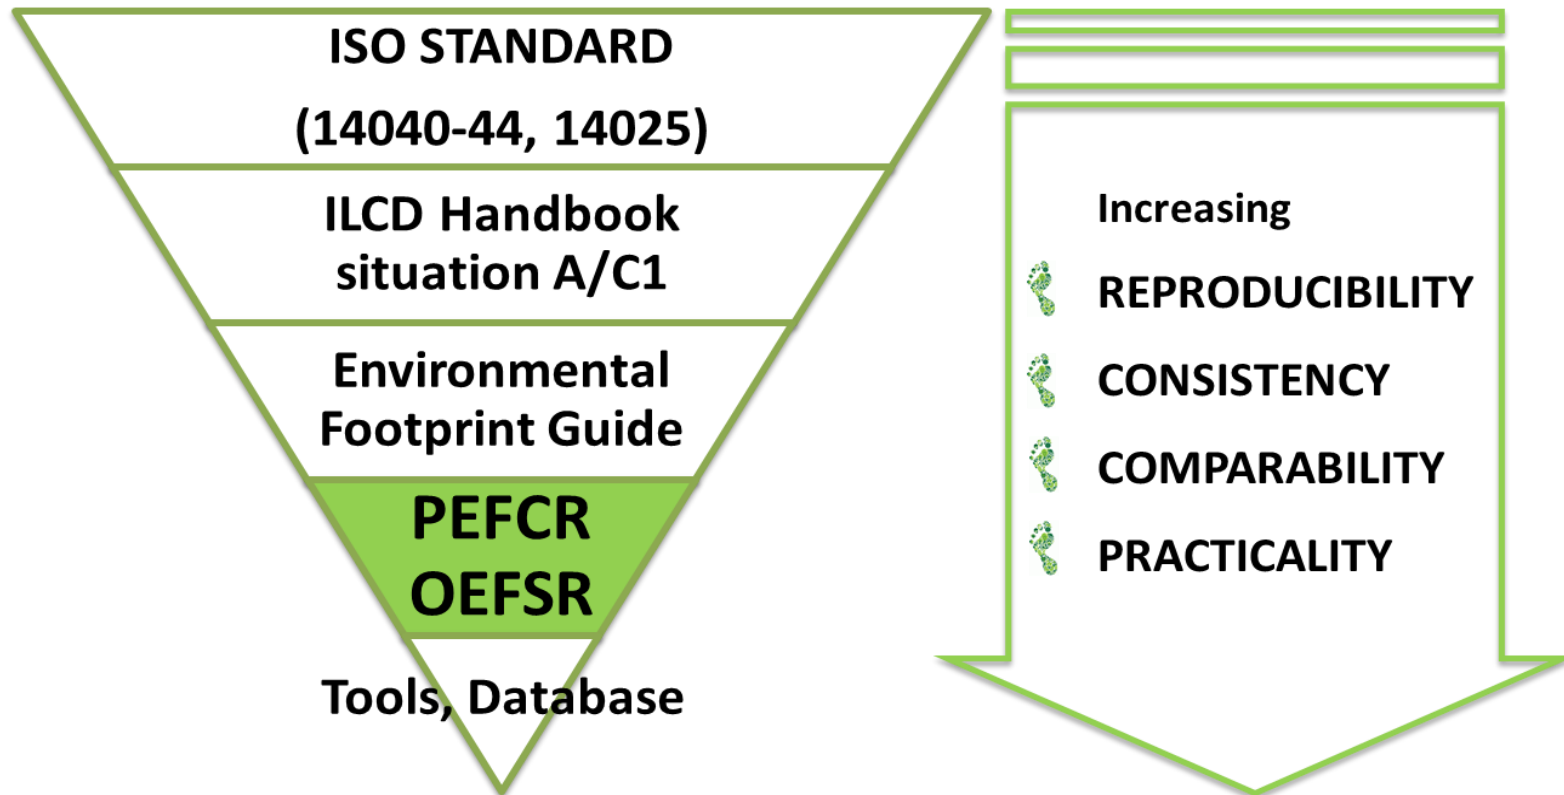 ISO STANDARD
(14040-44, 14025)
ILCD Handbook
situation A/C1
Environmental
Footprint Guide
PEFCR
OEFSR
Tools, Database
Increasing
REPRODUCIBILITY
CONSISTENCY
COMPARABILITY
PRACTICALITY